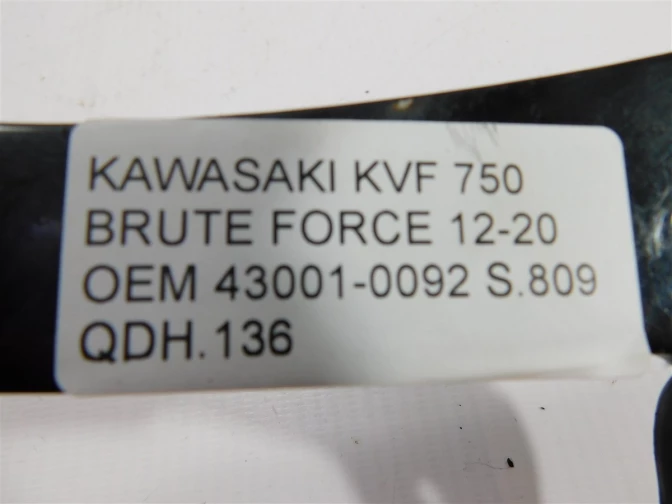 KAWASAKI KVF 750
BRUTE FORCE 12-20
OEM 43001-0092 S.809
QDH.136